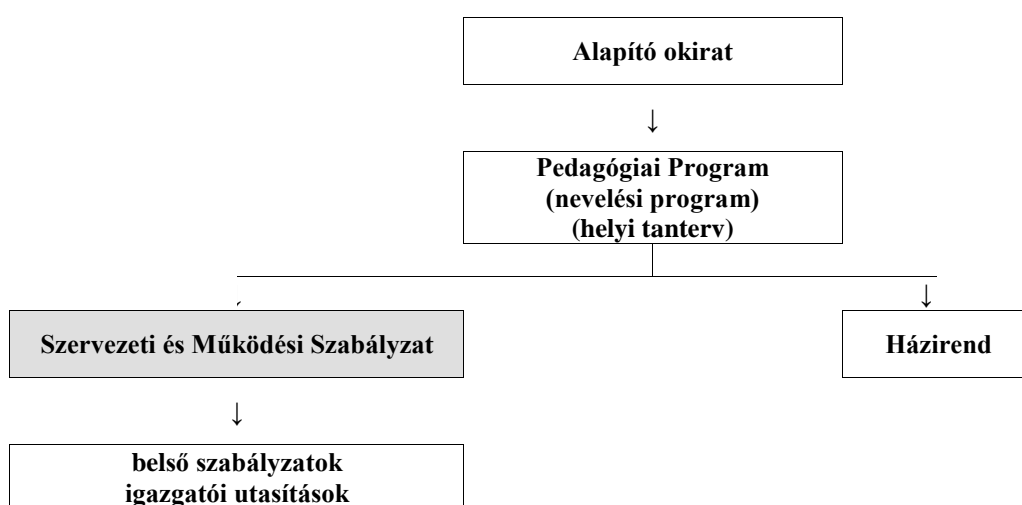 Alapító okirat
↓
Pedagógiai Program
(nevelési program)
(helyi tanterv)
↓
Szervezeti és Működési Szabályzat
Házirend
↓
belső szabályzatok
igazgatói utasítások